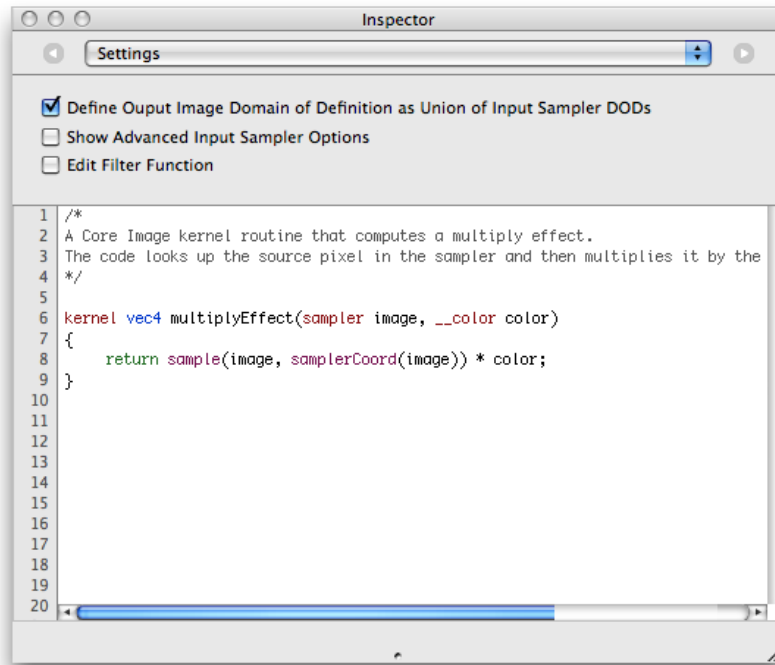 Inspector
Settings
Define Ouput Image Domain of Definition as Union of Input Sampler DODs
Show Advanced Input Sampler Options
Edit Filter Function
1 /*
2 A Core Image kernel routine that computes a multiply effect.
3 The code looks up the source pixel in the sampler and then multiplies it by the
4 */
5
6 kernel vec4 multiplyEffect(sampler image, __color color)
7 {
8 return sample(image, samplerCoord(image)) * color;
9 }
10
11
12
13
14
15
16
17
18
19
20